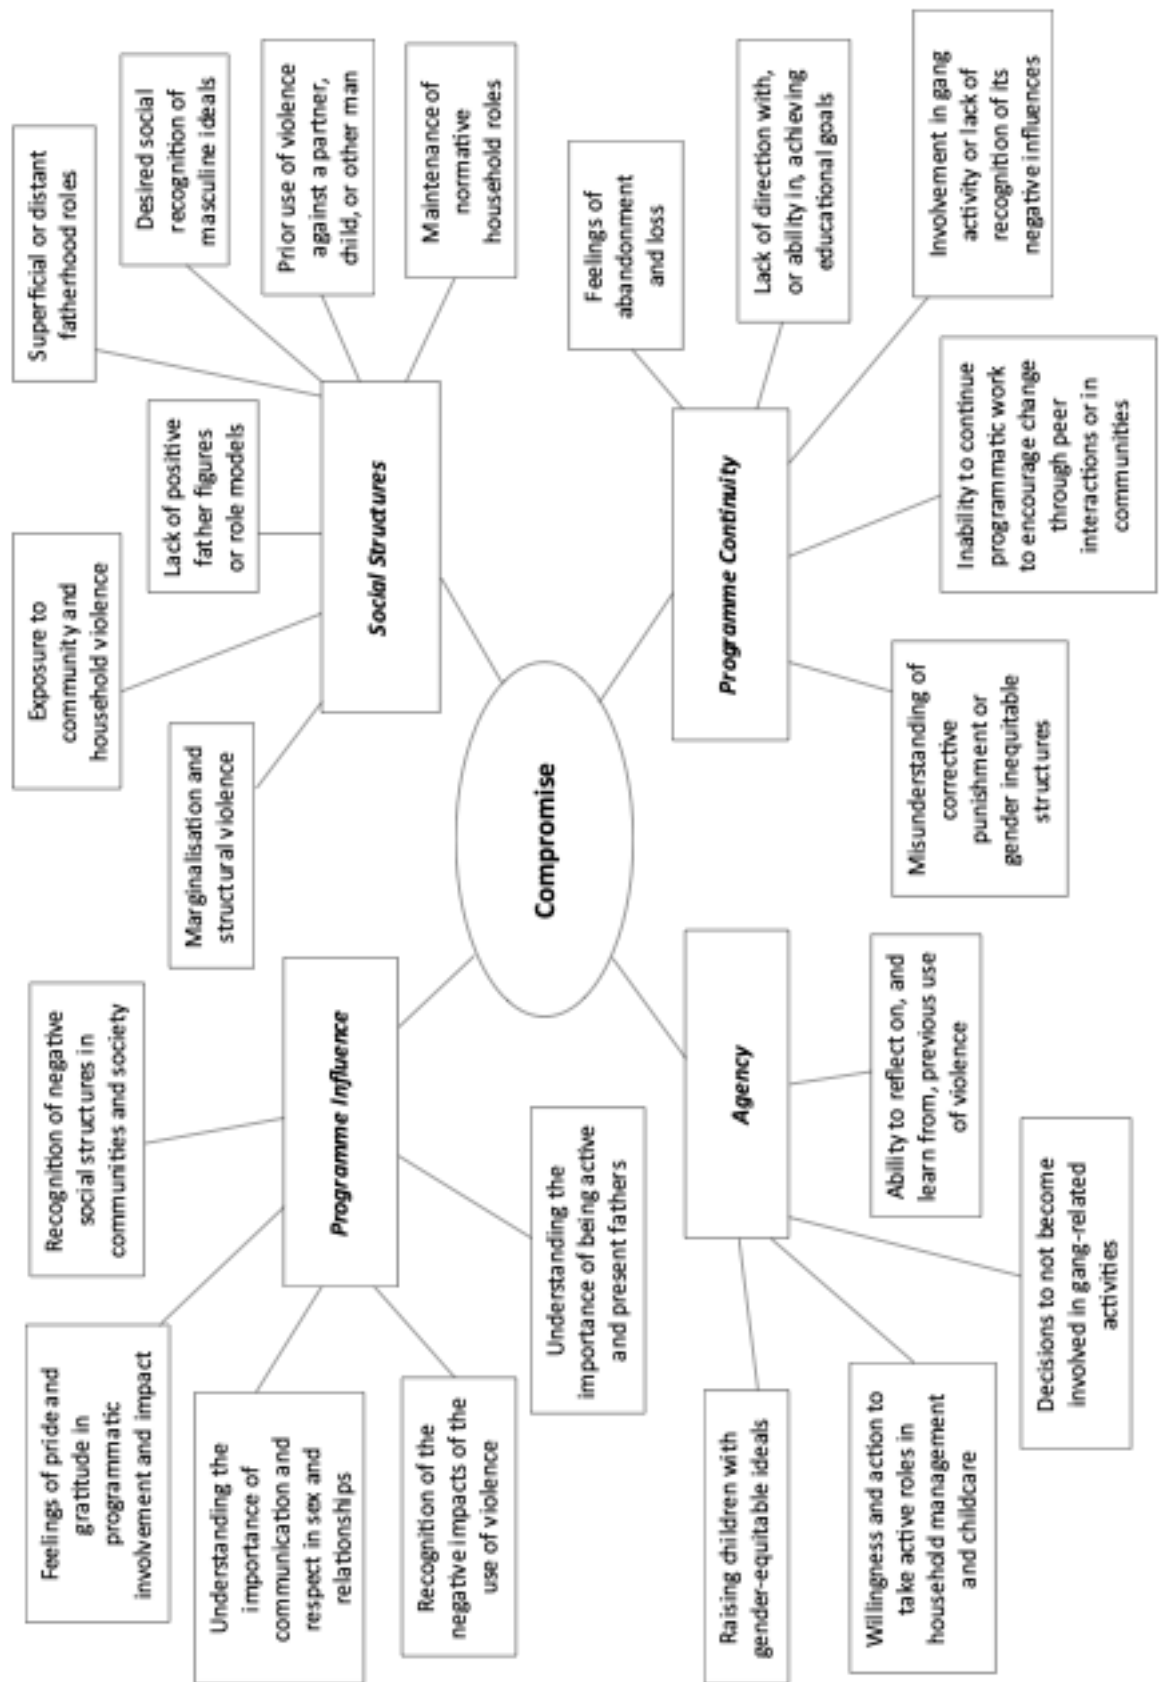 Feelings of pride and
gratitude in
programmatic
involvement and impact
Recognition of negative
social structures in
communities and society
Understanding the
importance of
communication and
respect in sex and
relationships
Recognition of the
negative impacts of the
use of violence
Programme Influence
Understanding the
importance of being active
and present fathers
Exposure to
community and
household violence
Superficial or distant
fatherhood roles
Marginalisation and
structural violence
Lack of positive
father figures
or role models
Desired social
recognition of
masculine ideals
Prior use of violence
against a partner,
child, or other man
Maintenance of
normative
household roles
Social Structures
Compromise
Raising children with
gender-equitable ideals
Willingness and action to
take active roles in
household management
and childcare
Decisions to not become
involved in gang-related
activities
Agency
Ability to reflect on, and
learn from, previous use
of violence
Programme Continuity
Feelings of
abandonment
and loss
Lack of direction with,
or ability in, achieving
educational goals
Misunderstanding of
corrective
punishment or
gender inequitable
structures
Inability to continue
programmatic work
to encourage change
through peer
interactions or in
communities
Involvement in gang
activity or lack of
recognition of its
negative influences